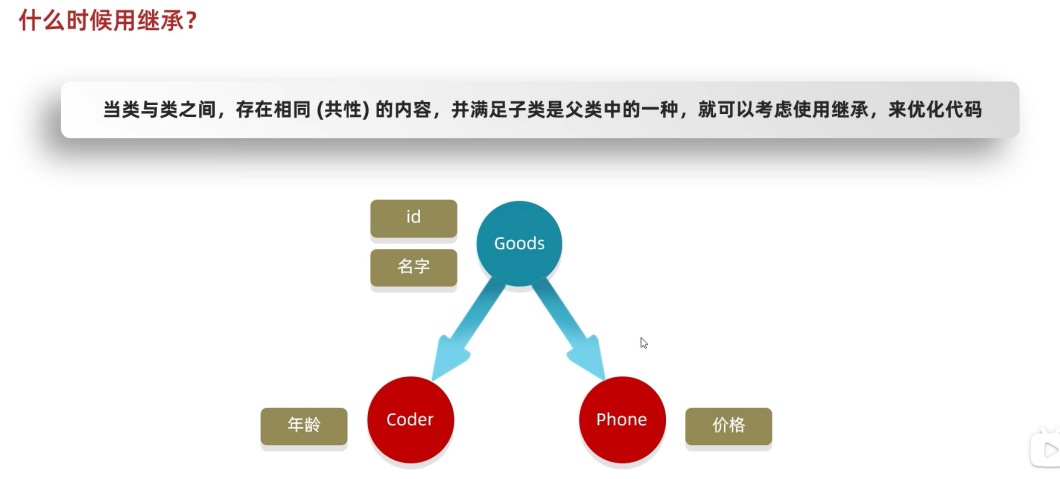 什么时候用继承?
当类与类之间，存在相同 (共性) 的内容，并满足子类是父类中的一种，就可以考虑使用继承，来优化代码
id
Goods
名字
年龄
Coder
Phone
价格